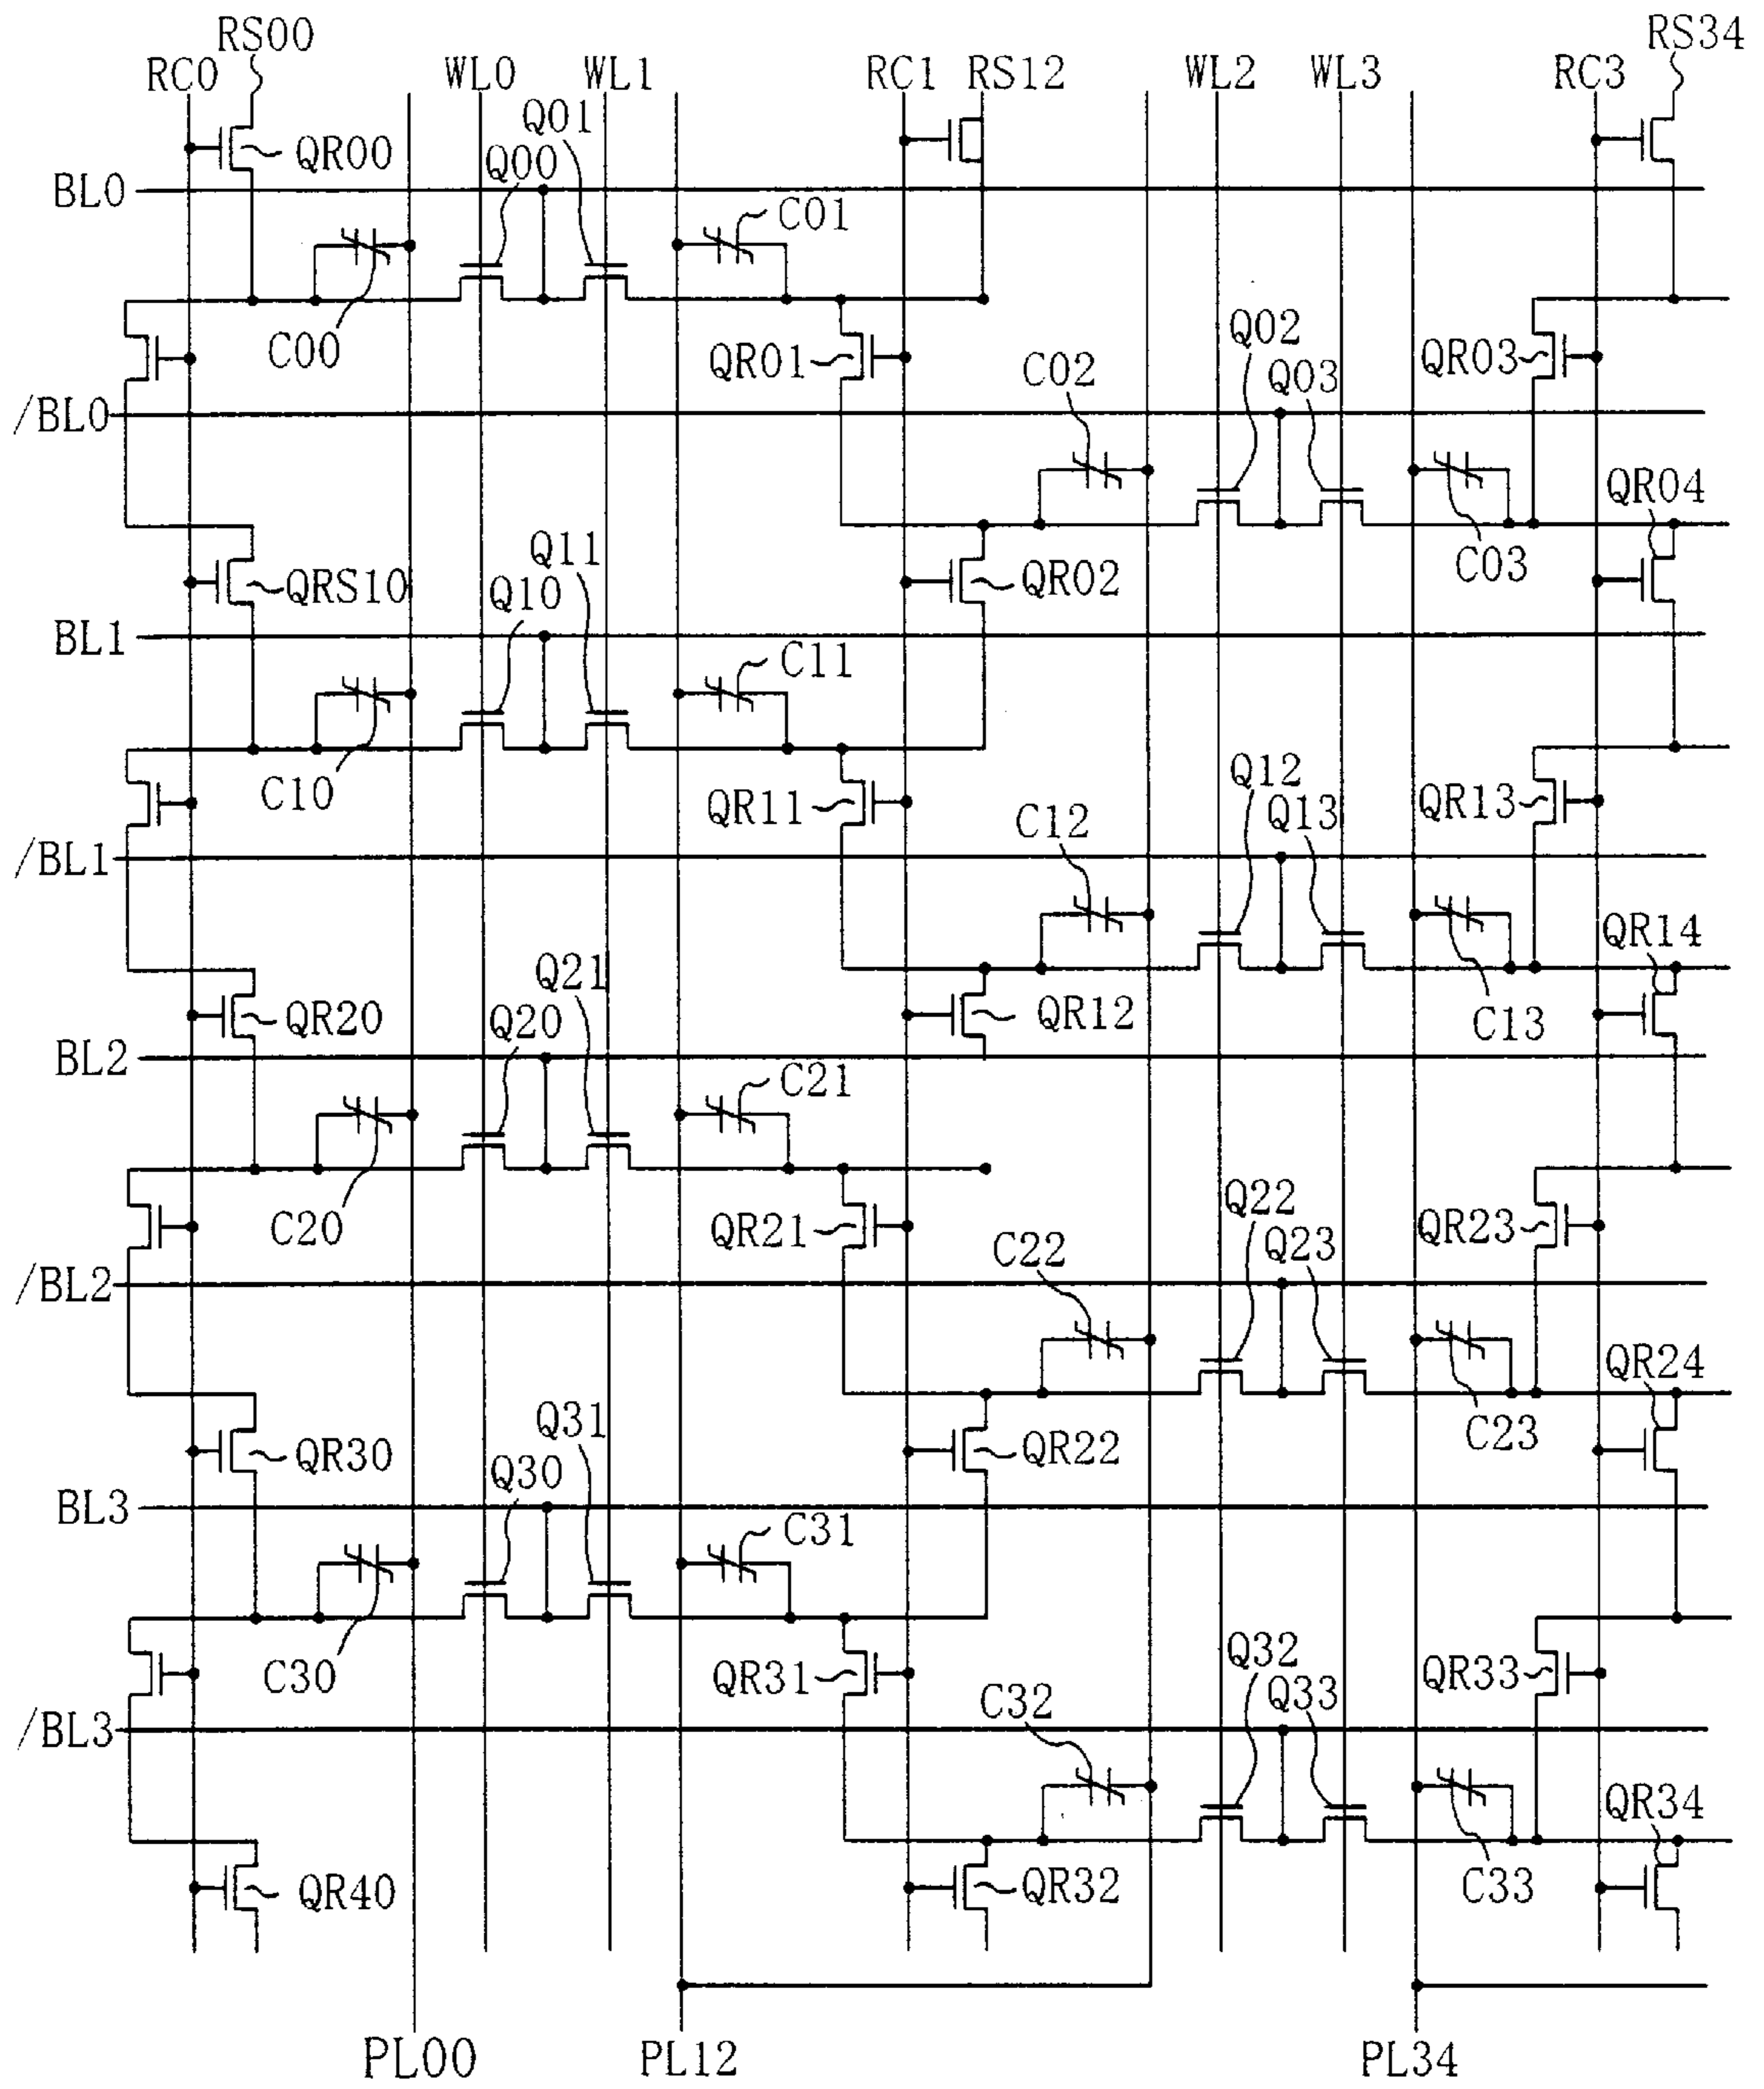 RS00
RS34
RC0
WL0
WL1
RC1
RS12
WL2
WL3
RC3
Q01
QR00
Q00
BL0
C01
Q02
C00
QR01
C02
Q03
QR03
/BL0
QR04
Q11
C03
QRS10
Q10
QR02
BL1
C11
Q12
C10
QR11
C12
Q13
QR13
/BL1
QR14
Q21
QR20
Q20
QR12
C13
BL2
C21
Q22
C20
QR21
C22
Q23
QR23
/BL2
QR24
Q31
C23
QR30
Q30
QR22
BL3
C31
Q32
C30
QR31
C32
Q33
QR33
/BL3
QR34
QR40
QR32
C33
PL00
PL12
PL34